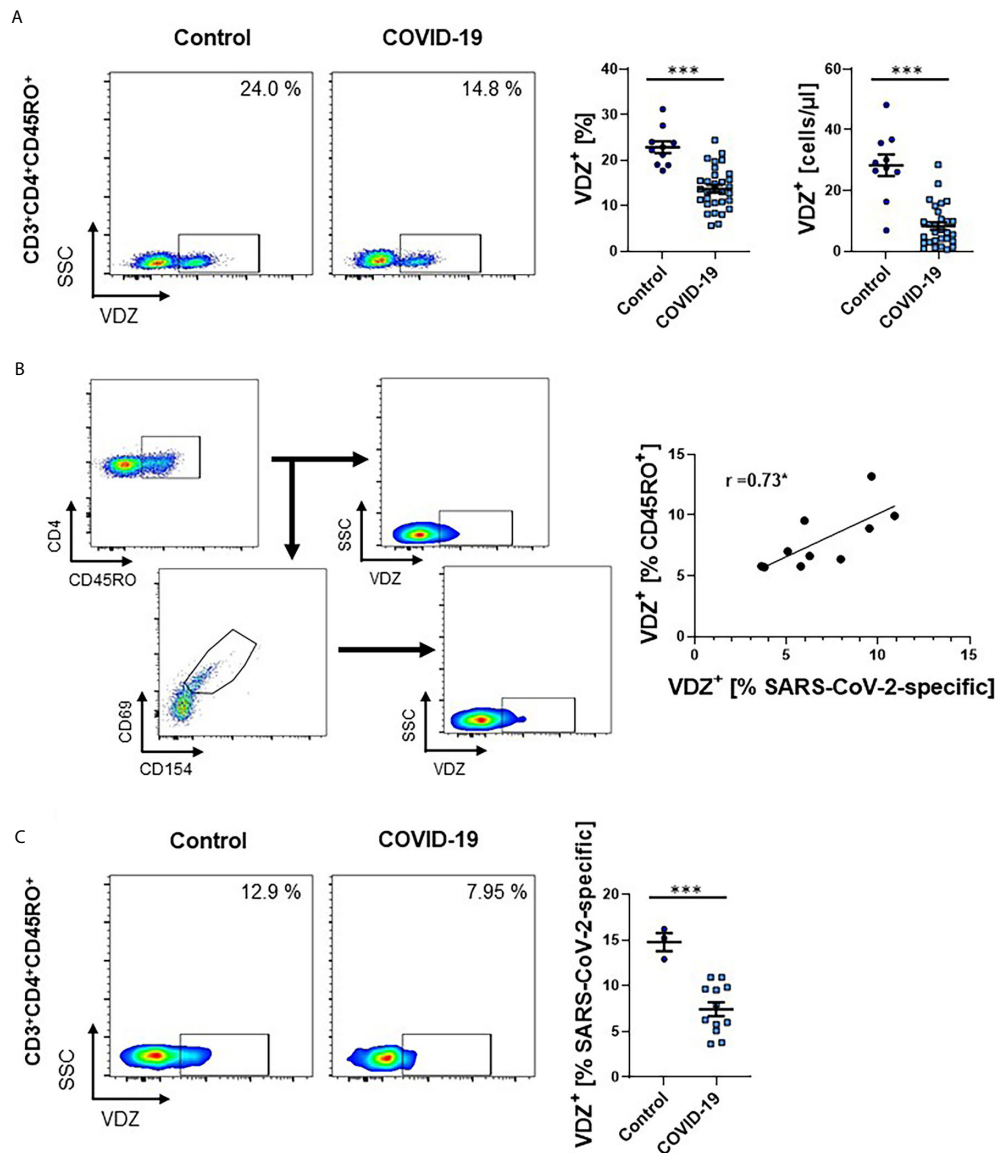 A
Control
COVID-19
CD3⁺CD4⁺CD45RO⁺
24.0 %
14.8 %
SSC
VDZ
VDZ⁺ [%]
40
30
20
10
0
***
Control
COVID-19
VDZ⁺ [cells/µl]
60
40
20
0
***
Control
COVID-19
B
CD4
CD45RO
SSC
VDZ
CD69
CD154
SSC
VDZ
VDZ⁺ [% CD45RO⁺]
15
10
5
0
r =0.73*
0
5
10
15
VDZ⁺ [% SARS-CoV-2-specific]
C
Control
COVID-19
CD3⁺CD4⁺CD45RO⁺
12.9 %
7.95 %
SSC
VDZ
VDZ⁺ [% SARS-CoV-2-specific]
20
15
10
5
0
***
Control
COVID-19